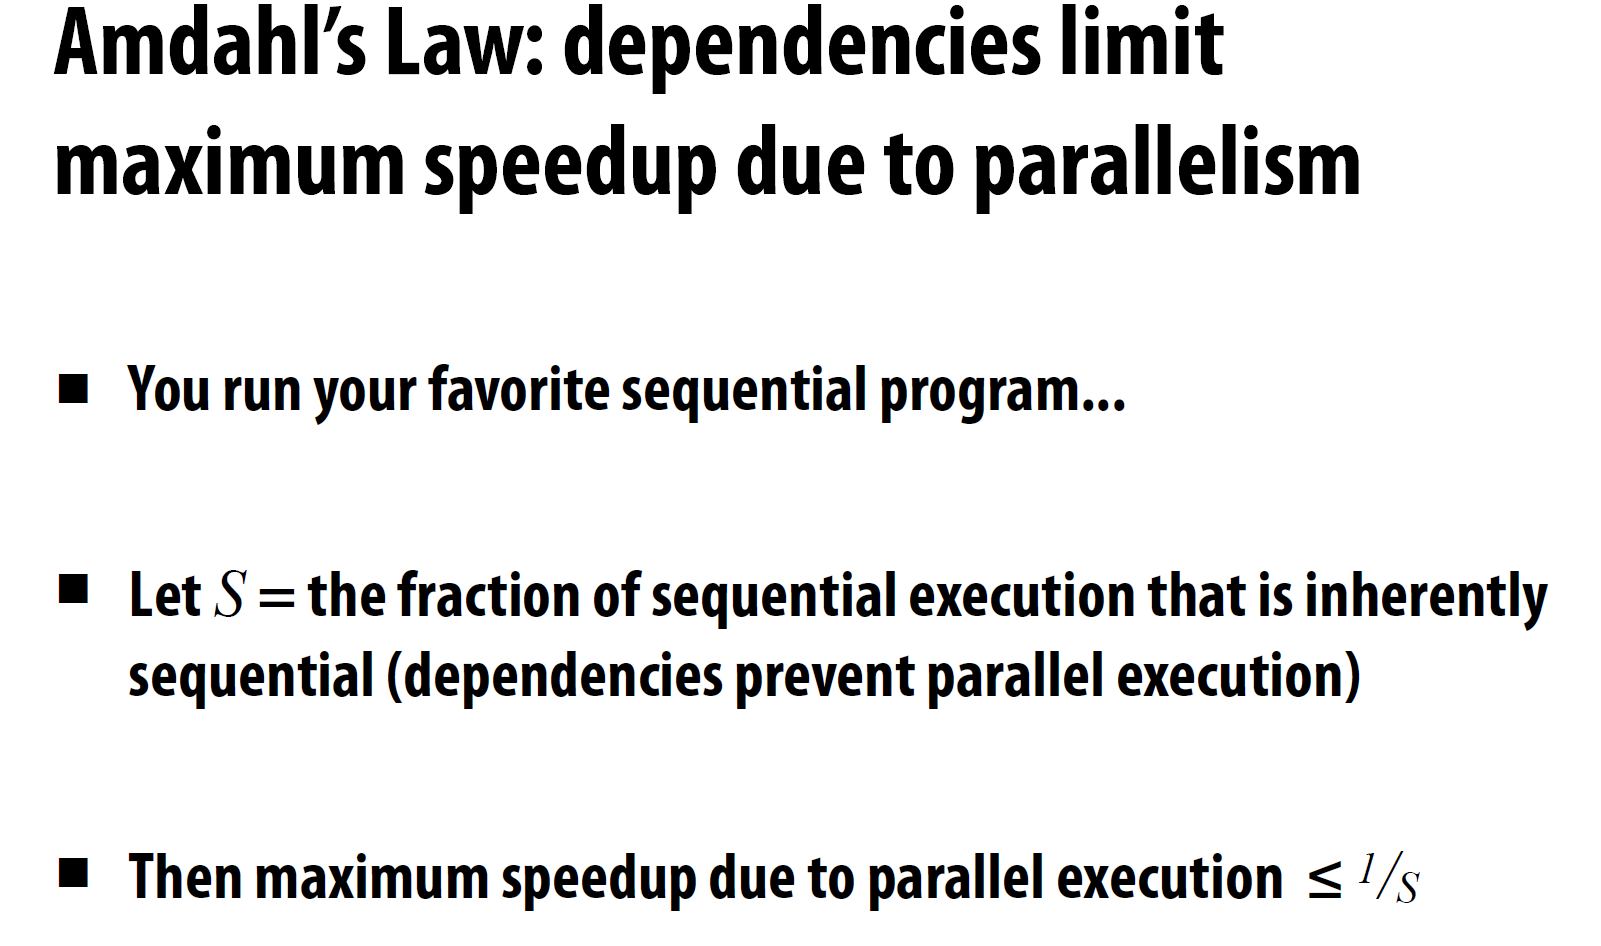 Amdahl’s Law: dependencies limit
maximum speedup due to parallelism
■ You run your favorite sequential program...
■ Let S = the fraction of sequential execution that is inherently
sequential (dependencies prevent parallel execution)
■ Then maximum speedup due to parallel execution ≤ 1/S